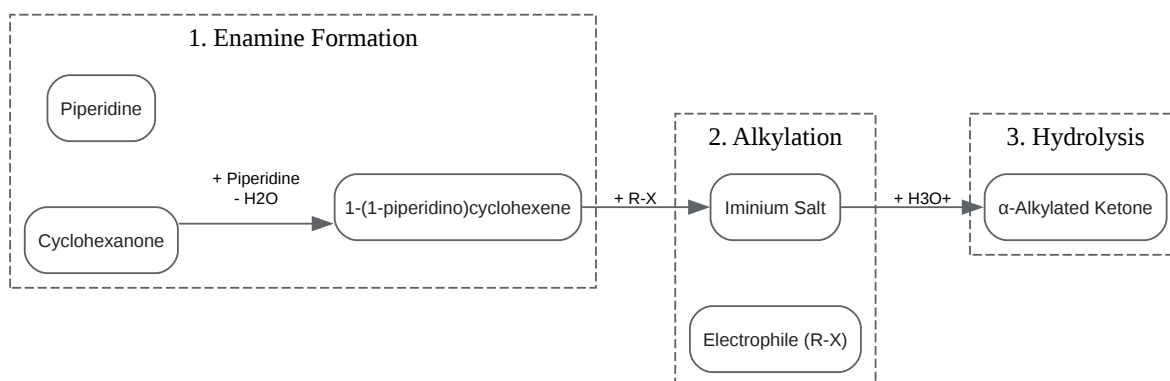 1. Enamine Formation
Piperidine
Cyclohexanone
+ Piperidine
- H2O
1-(1-piperidino)cyclohexene
+ R-X
2. Alkylation
Iminium Salt
Electrophile (R-X)
+ H3O+
3. Hydrolysis
α-Alkylated Ketone